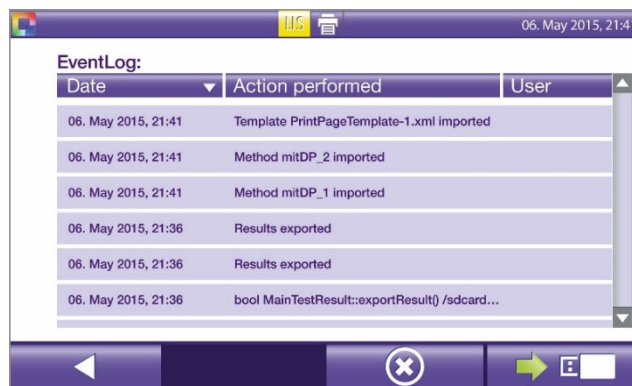 LIS
06. May 2015, 21:4
EventLog:
Date Action performed User
06. May 2015, 21:41 Template PrintPageTemplate-1.xml imported
06. May 2015, 21:41 Method mitDP_2 imported
06. May 2015, 21:41 Method mitDP_1 imported
06. May 2015, 21:36 Results exported
06. May 2015, 21:36 Results exported
06. May 2015, 21:36 bool MainTestResult::exportResult() /sdcard...